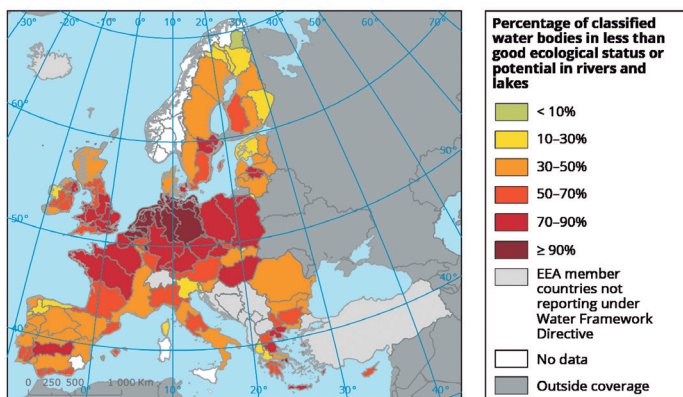 -30° -20° -10° 0° 10° 20° 30° 40° 50° 60° 70°
60°
50°
50°
40°
40°
0 250 500 1 000 Km
0° 10° 20° 30° 40°
Percentage of classified
water bodies in less than
good ecological status or
potential in rivers and
lakes
< 10%
10–30%
30–50%
50–70%
70–90%
≥ 90%
EEA member
countries not
reporting under
Water Framework
Directive
No data
Outside coverage